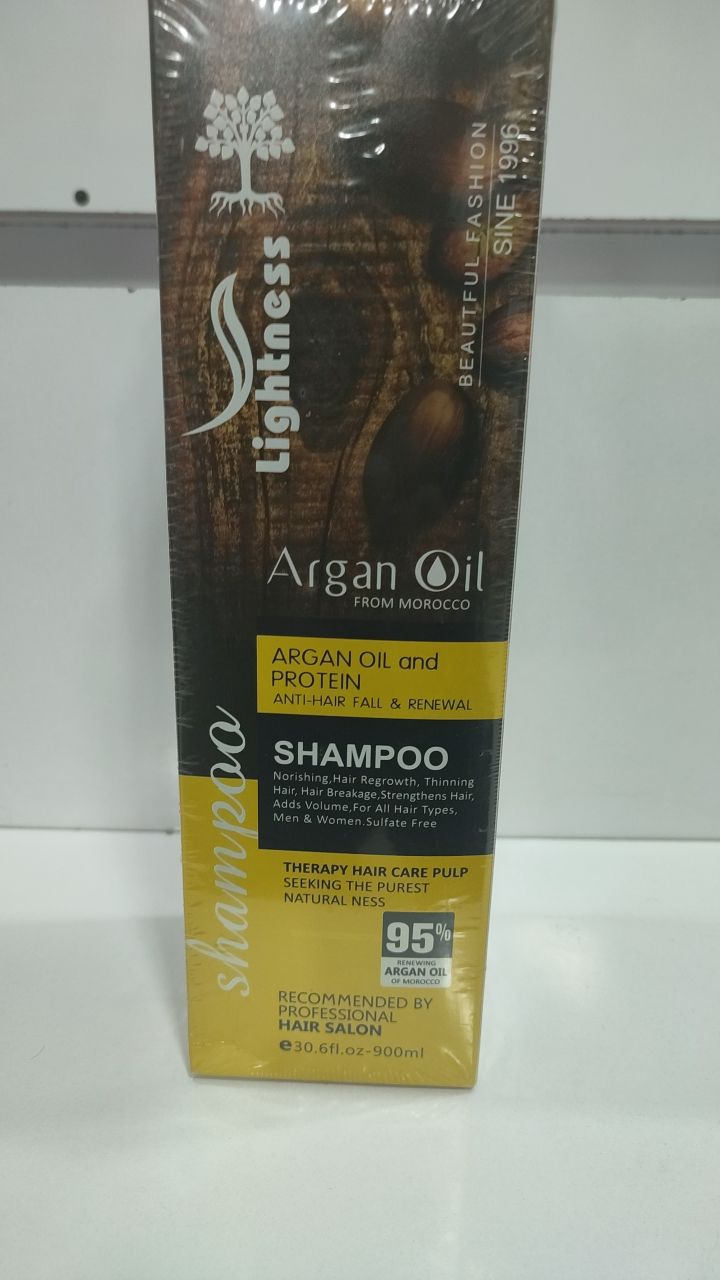 Lightness
BEAUTFUL FASHION
SINE 1996
Argan Oil
FROM MOROCCO
ARGAN OIL and
PROTEIN
ANTI-HAIR FALL & RENEWAL
SHAMPOO
Norishing,Hair Regrowth, Thinning
Hair, Hair Breakage,Strengthens Hair,
Adds Volume,For All Hair Types,
Men & Women.Sulfate Free
shampoo
THERAPY HAIR CARE PULP
SEEKING THE PUREST
NATURAL NESS
95%
RENEWING
ARGAN OIL
OF MOROCCO
RECOMMENDED BY
PROFESSIONAL
HAIR SALON
e30.6fl.oz-900ml